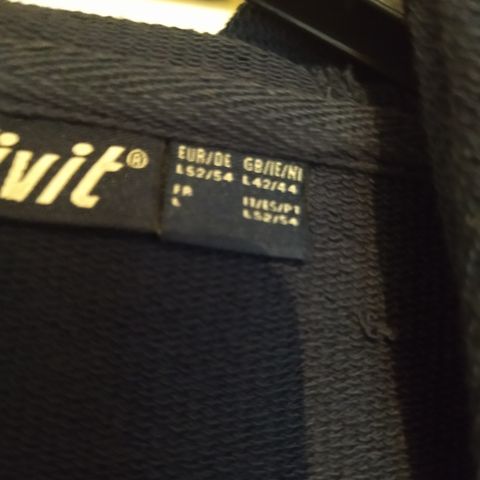 ivit®
EUR/DE GB/IE/NI
L52/54 L42/44
FR IT/ES/PT
L L52/54